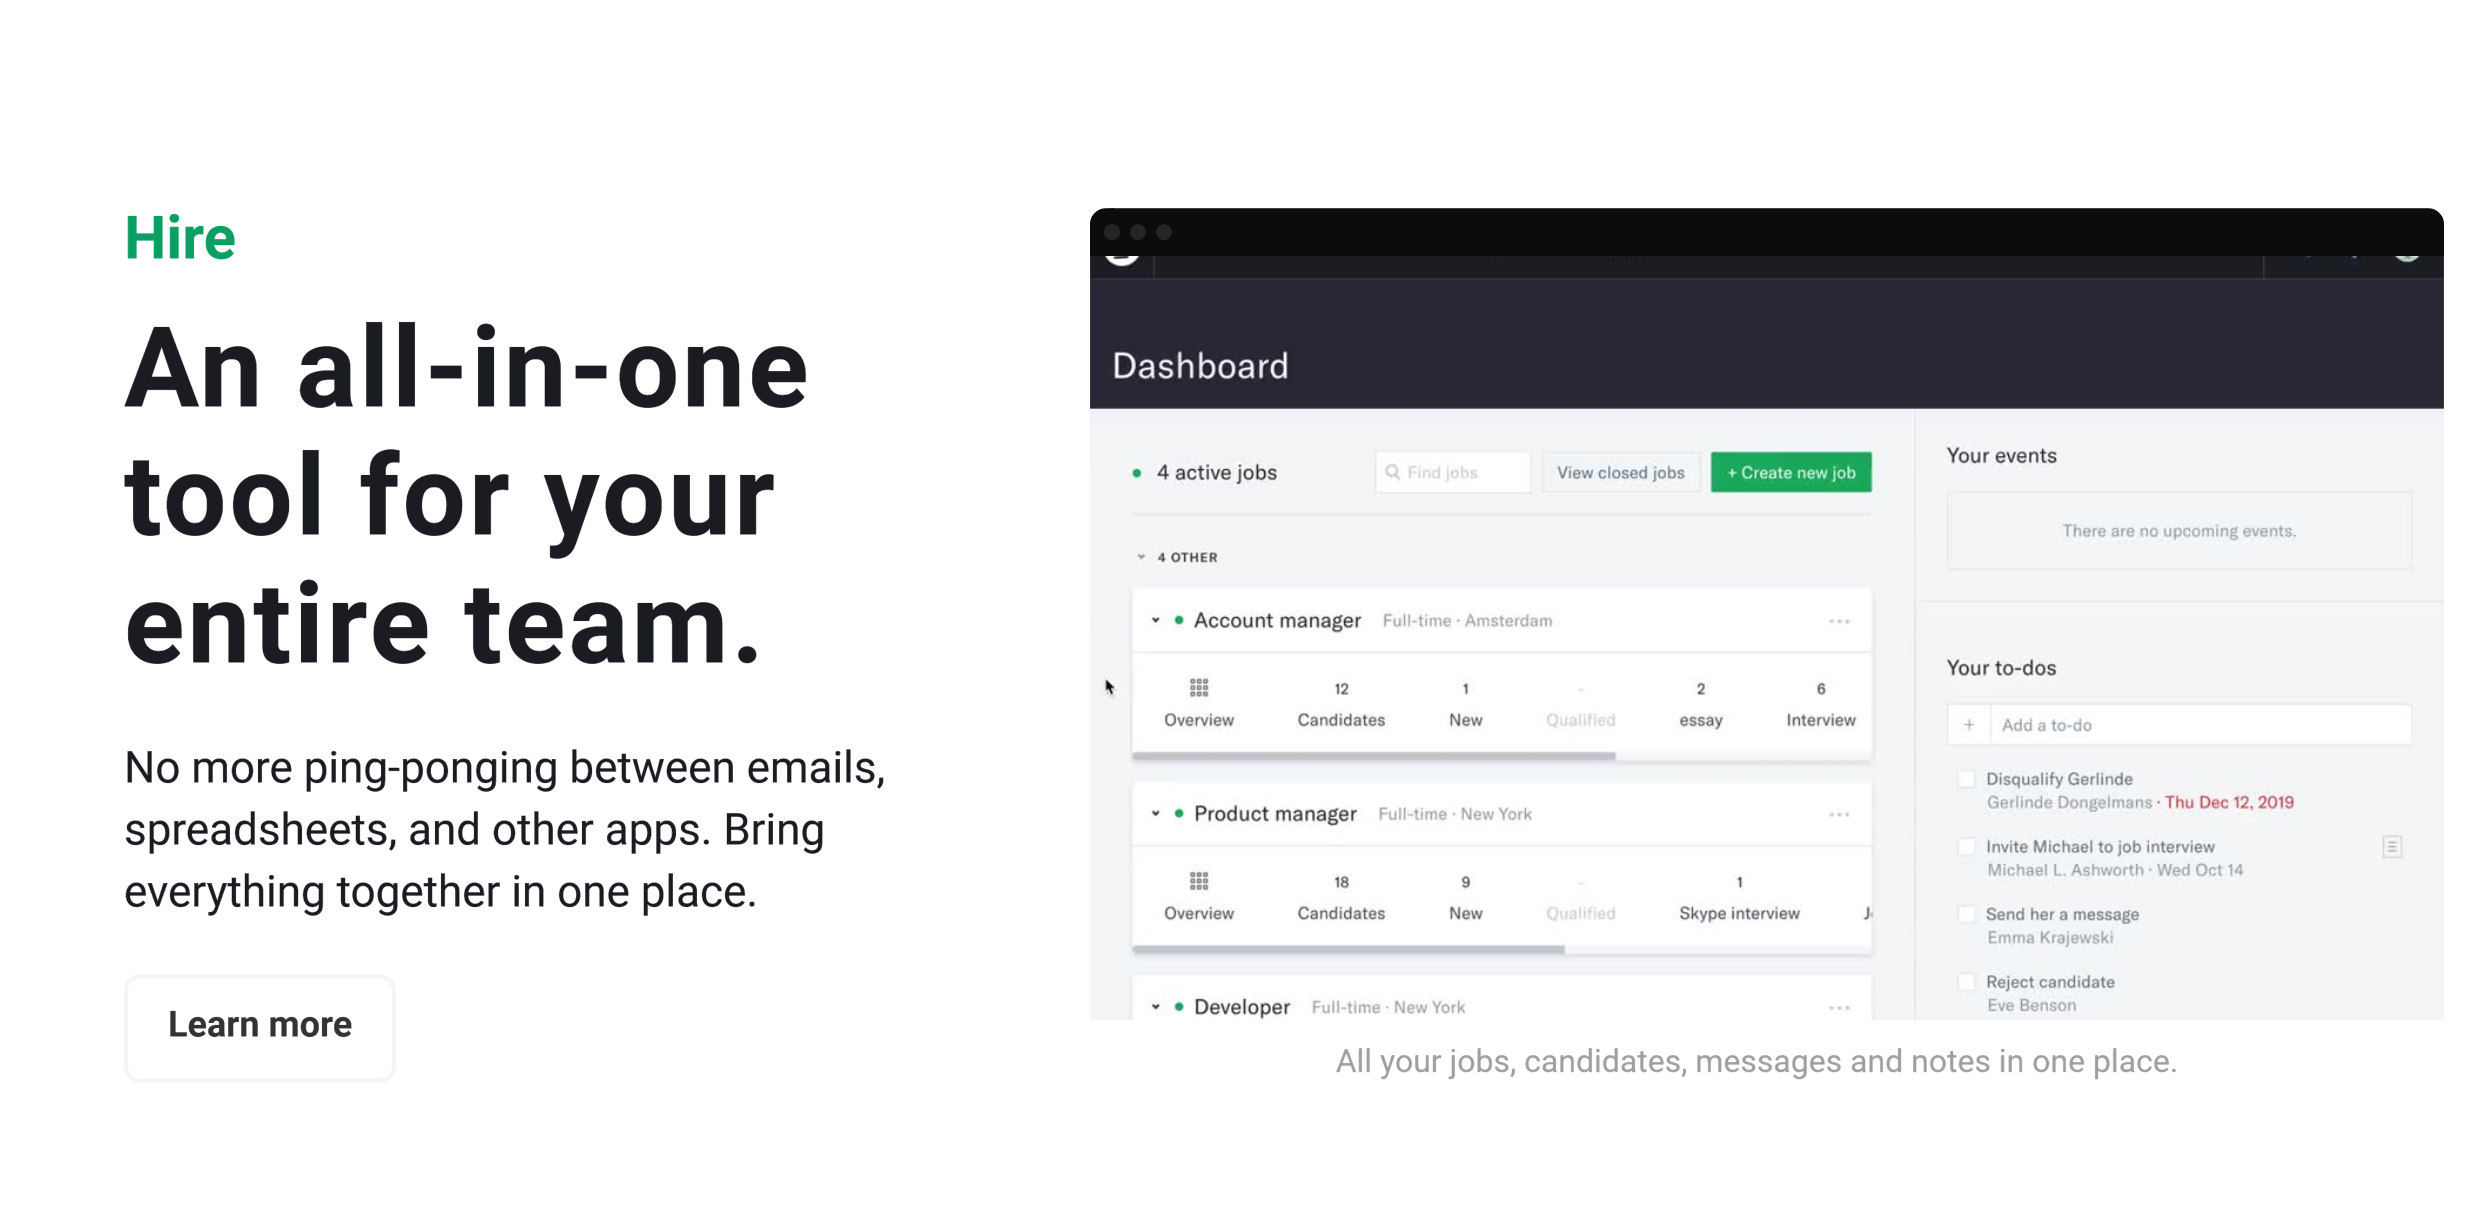 Hire
An all-in-one
tool for your
entire team.
No more ping-ponging between emails,
spreadsheets, and other apps. Bring
everything together in one place.
Learn more
Dashboard
4 active jobs
Find jobs
View closed jobs
+ Create new job
4 OTHER
Account manager Full-time · Amsterdam
12 1 - 2 6
Overview Candidates New Qualified essay Interview
Product manager Full-time · New York
18 9 - 1
Overview Candidates New Qualified Skype interview
Developer Full-time · New York
Your events
There are no upcoming events.
Your to-dos
+ Add a to-do
Disqualify Gerlinde
Gerlinde Dongelmans · Thu Dec 12, 2019
Invite Michael to job interview
Michael L. Ashworth · Wed Oct 14
Send her a message
Emma Krajewski
Reject candidate
Eve Benson
All your jobs, candidates, messages and notes in one place.